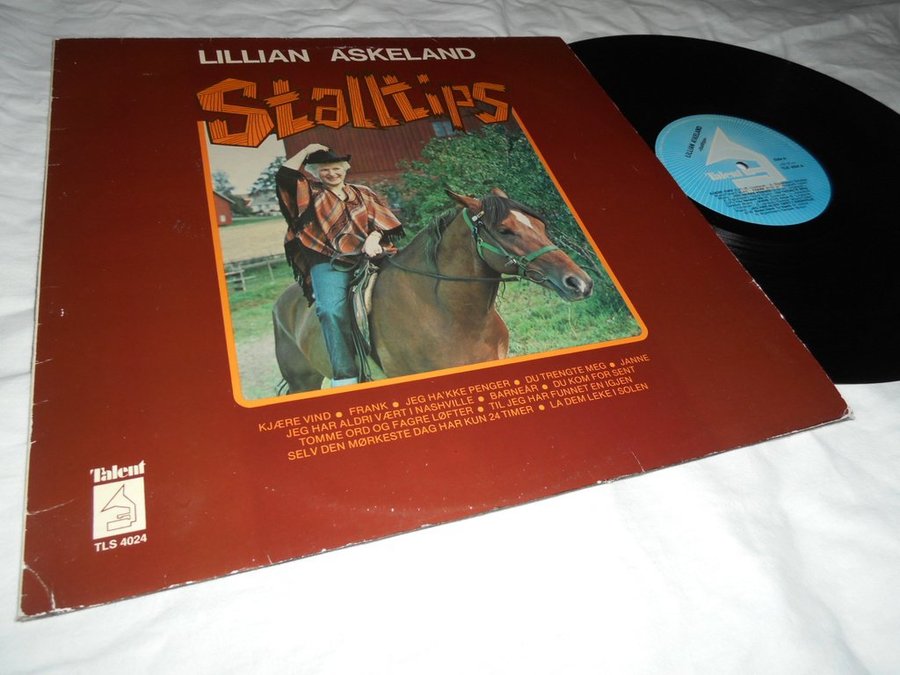 LILLIAN ASKELAND
Stalltips
KJÆRE VIND ● FRANK ● JEG HA'KKE PENGER ● DU TRENGTE MEG ● JANNE
JEG HAR ALDRI VÆRT I NASHVILLE ● BARNEÅR ● DU KOM FOR SENT
TOMME ORD OG FAGRE LØFTER ● TIL JEG HAR FUNNET EN IGJEN
SELV DEN MØRKESTE DAG HAR KUN 24 TIMER ● LA DEM LEKE I SOLEN
Talent
TLS 4024
LILLIAN ASKELAND
Talent